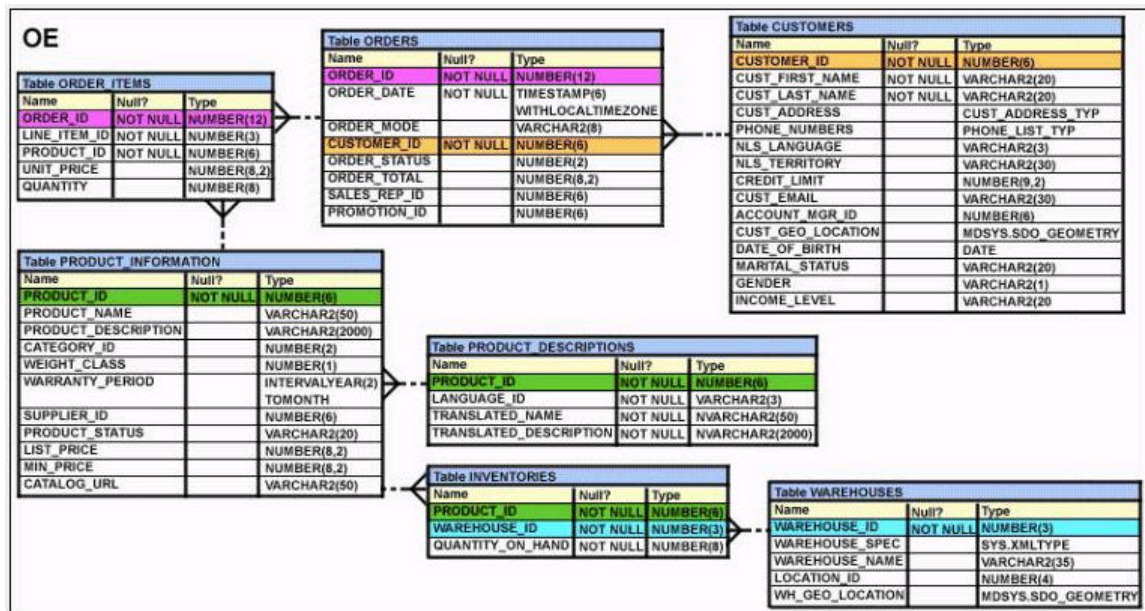 OE
Table ORDER_ITEMS
Name Null? Type
ORDER_ID NOT NULL NUMBER(12)
LINE_ITEM_ID NOT NULL NUMBER(3)
PRODUCT_ID NOT NULL NUMBER(6)
UNIT_PRICE NUMBER(8,2)
QUANTITY NUMBER(8)
Table ORDERS
Name Null? Type
ORDER_ID NOT NULL NUMBER(12)
ORDER_DATE NOT NULL TIMESTAMP(6)
WITHLOCALTIMEZONE
ORDER_MODE VARCHAR2(8)
CUSTOMER_ID NOT NULL NUMBER(6)
ORDER_STATUS NUMBER(2)
ORDER_TOTAL NUMBER(8,2)
SALES_REP_ID NUMBER(6)
PROMOTION_ID NUMBER(6)
Table CUSTOMERS
Name Null? Type
CUSTOMER_ID NOT NULL NUMBER(6)
CUST_FIRST_NAME NOT NULL VARCHAR2(20)
CUST_LAST_NAME NOT NULL VARCHAR2(20)
CUST_ADDRESS CUST_ADDRESS_TYP
PHONE_NUMBERS PHONE_LIST_TYP
NLS_LANGUAGE VARCHAR2(3)
NLS_TERRITORY VARCHAR2(30)
CREDIT_LIMIT NUMBER(9,2)
CUST_EMAIL VARCHAR2(30)
ACCOUNT_MGR_ID NUMBER(6)
CUST_GEO_LOCATION MDSYS.SDO_GEOMETRY
DATE_OF_BIRTH DATE
MARITAL_STATUS VARCHAR2(20)
GENDER VARCHAR2(1)
INCOME_LEVEL VARCHAR2(20
Table PRODUCT_INFORMATION
Name Null? Type
PRODUCT_ID NOT NULL NUMBER(6)
PRODUCT_NAME VARCHAR2(50)
PRODUCT_DESCRIPTION VARCHAR2(2000)
CATEGORY_ID NUMBER(2)
WEIGHT_CLASS NUMBER(1)
WARRANTY_PERIOD INTERVALYEAR(2)
TOMONTH
SUPPLIER_ID NUMBER(6)
PRODUCT_STATUS VARCHAR2(20)
LIST_PRICE NUMBER(8,2)
MIN_PRICE NUMBER(8,2)
CATALOG_URL VARCHAR2(50)
Table PRODUCT_DESCRIPTIONS
Name Null? Type
PRODUCT_ID NOT NULL NUMBER(6)
LANGUAGE_ID NOT NULL VARCHAR2(3)
TRANSLATED_NAME NOT NULL NVARCHAR2(50)
TRANSLATED_DESCRIPTION NOT NULL NVARCHAR2(2000)
Table INVENTORIES
Name Null? Type
PRODUCT_ID NOT NULL NUMBER(6)
WAREHOUSE_ID NOT NULL NUMBER(3)
QUANTITY_ON_HAND NOT NULL NUMBER(8)
Table WAREHOUSES
Name Null? Type
WAREHOUSE_ID NOT NULL NUMBER(3)
WAREHOUSE_SPEC SYS.XMLTYPE
WAREHOUSE_NAME VARCHAR2(35)
LOCATION_ID NUMBER(4)
WH_GEO_LOCATION MDSYS.SDO_GEOMETRY